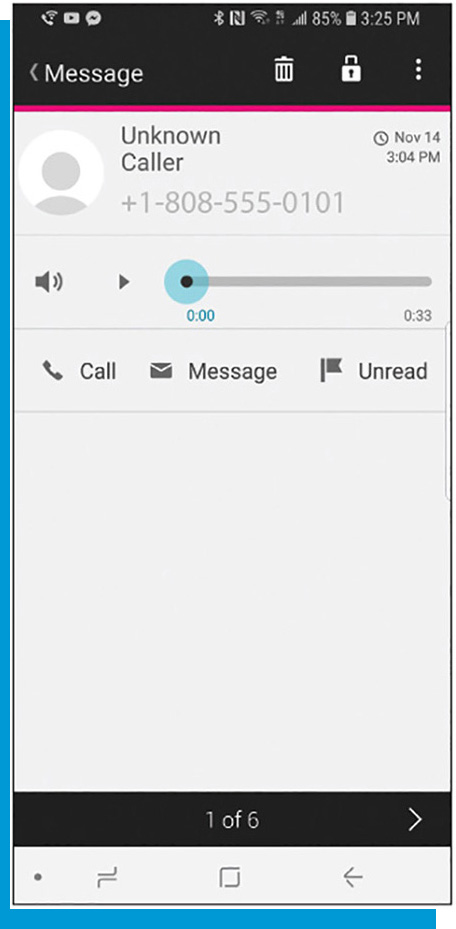 85% 3:25 PM
Message
Unknown Caller
Nov 14
3:04 PM
+1-808-555-0101
0:00 0:33
Call Message Unread
1 of 6